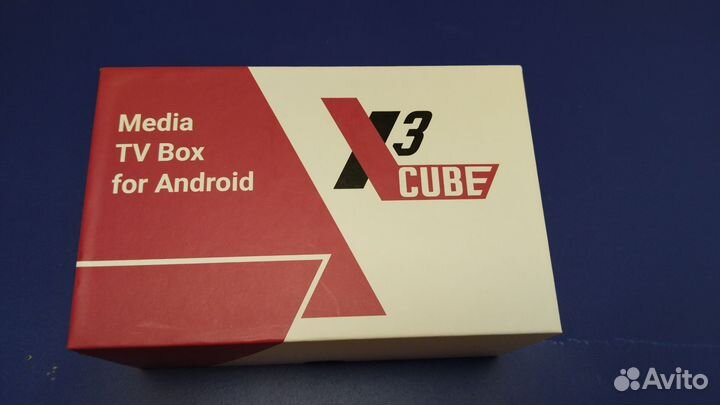 Media
TV Box
for Android
X3
CUBE
Avito